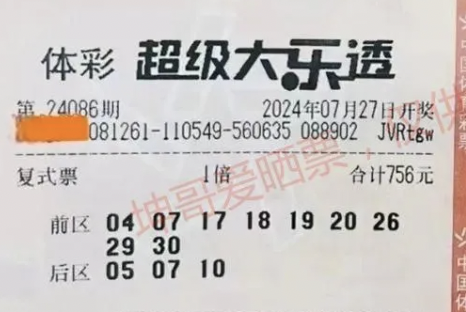 体彩 超级大乐透
第 24086期 2024年07月27日开奖
081261-110549-560635 088902 JVRtgw
复式票 1倍 合计756元
前区 04 07 17 18 19 20 26
29 30
后区 05 07 10
坤哥爱晒票，